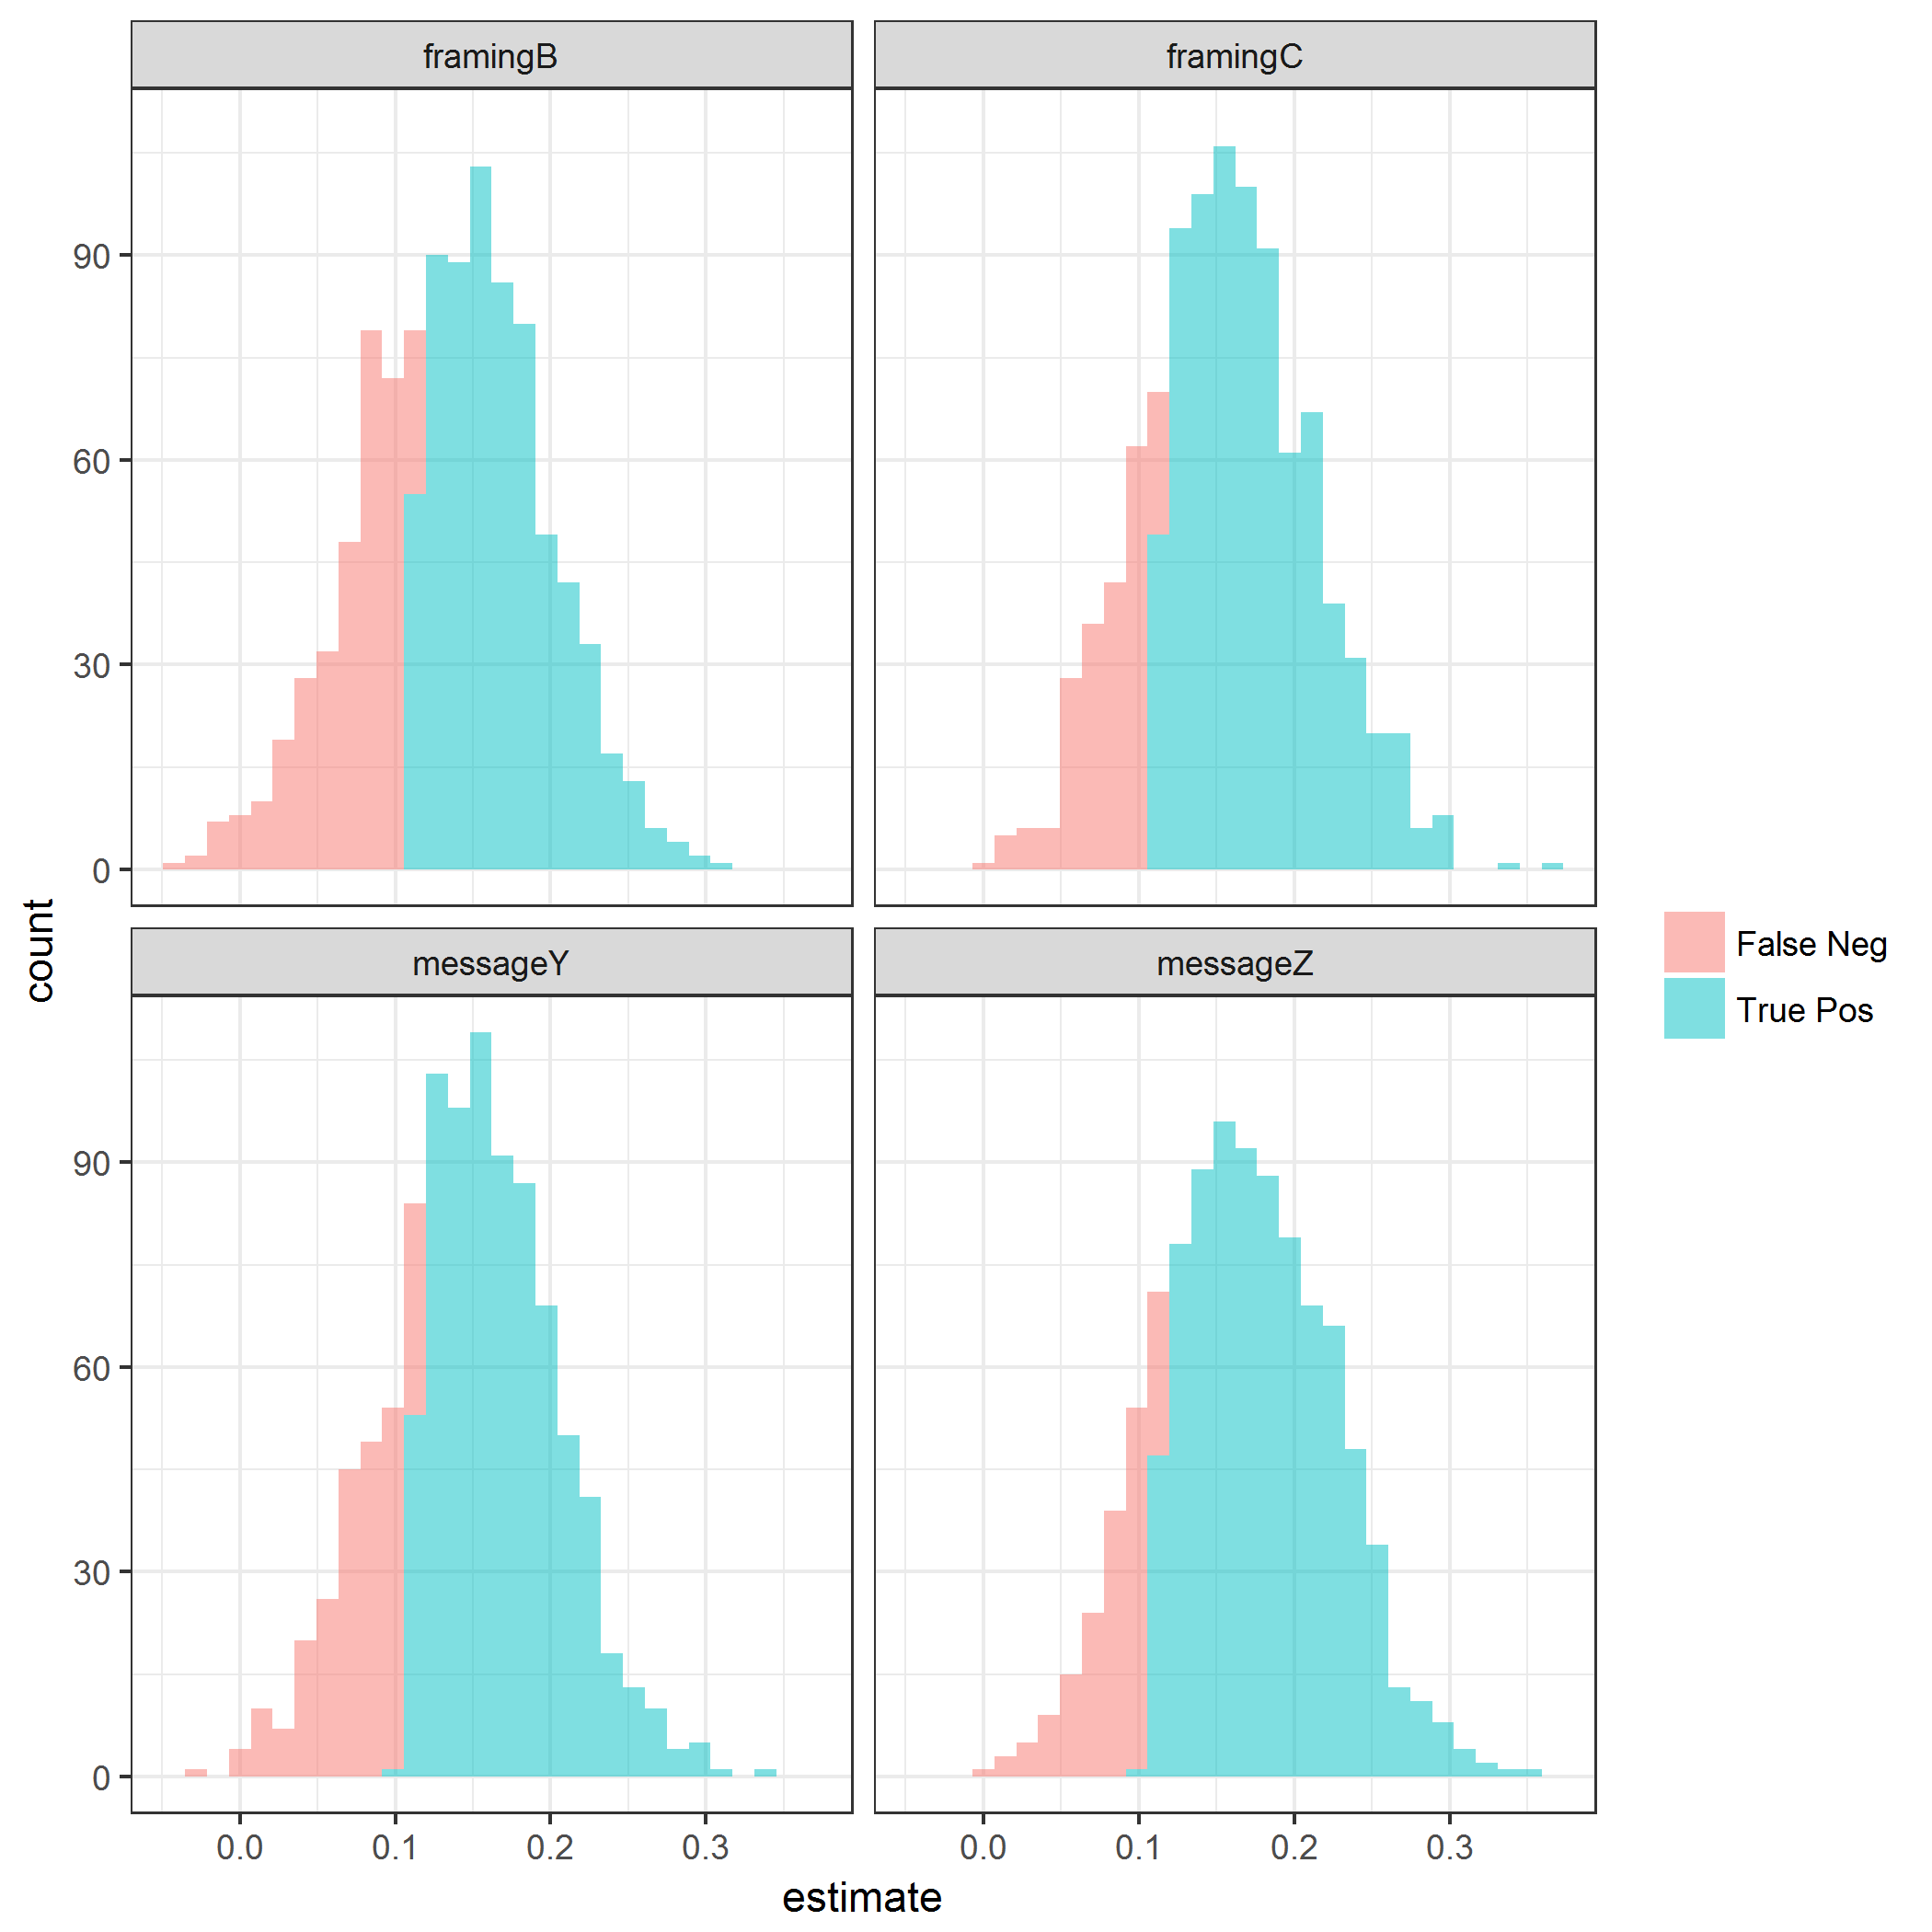 framingB
framingC
90
60
30
0
messageY
messageZ
90
60
30
0
0.0 0.1 0.2 0.3
0.0 0.1 0.2 0.3
estimate
count
False Neg
True Pos